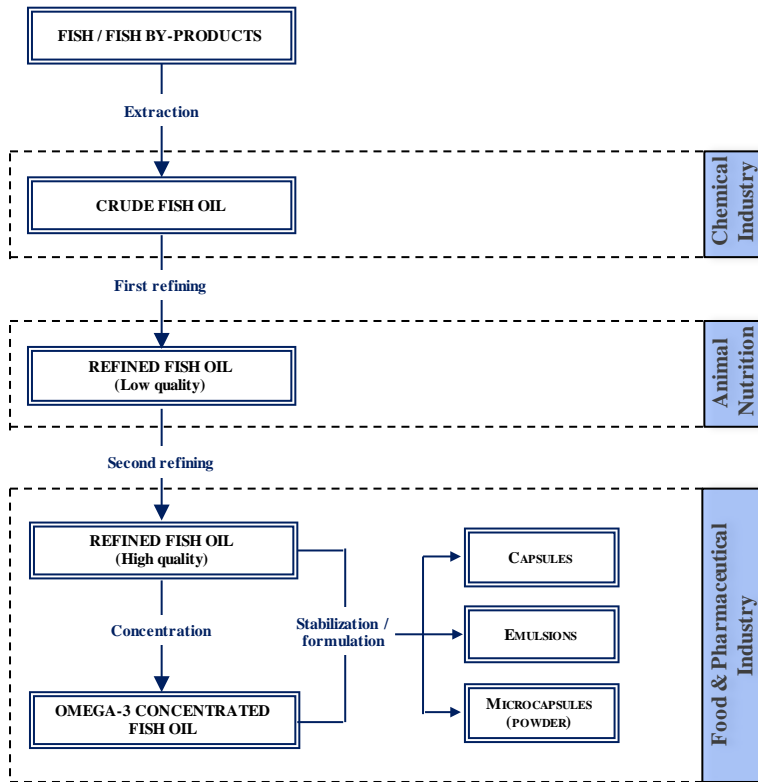 FISH / FISH BY-PRODUCTS
Extraction
CRUDE FISH OIL
Chemical
Industry
First refining
REFINED FISH OIL
(Low quality)
Animal
Nutrition
Second refining
REFINED FISH OIL
(High quality)
CAPSULES
Concentration
Stabilization /
formulation
EMULSIONS
OMEGA-3 CONCENTRATED
FISH OIL
MICROCAPSULES
(POWDER)
Food & Pharmaceutical
Industry